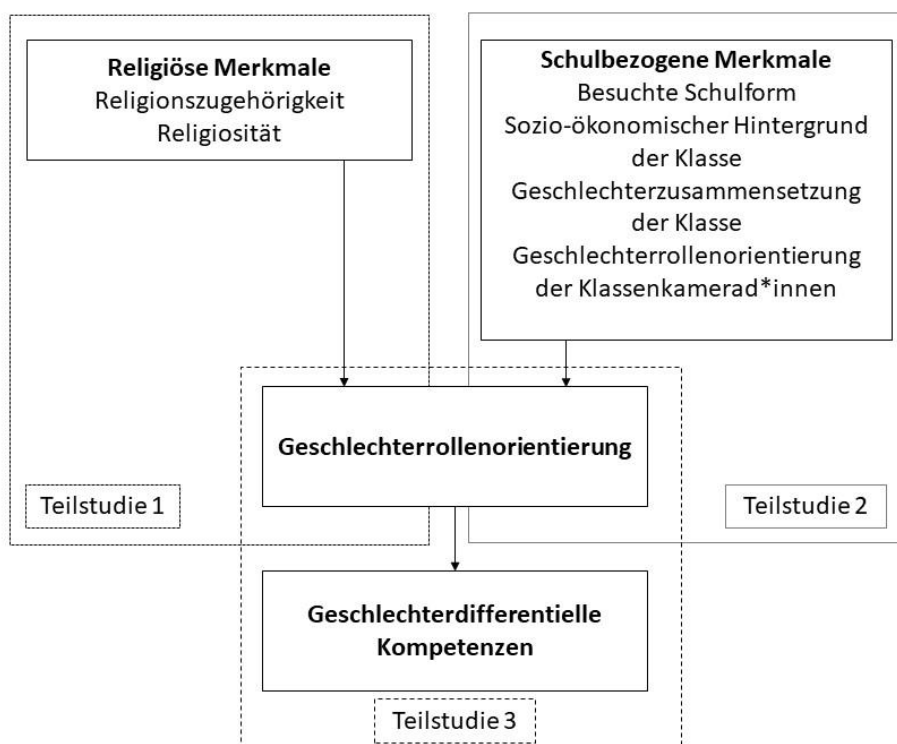 Religiöse Merkmale
Religionszugehörigkeit
Religiosität
Schulbezogene Merkmale
Besuchte Schulform
Sozio-ökonomischer Hintergrund
der Klasse
Geschlechterzusammensetzung
der Klasse
Geschlechterrollenorientierung
der Klassenkamerad*innen
Geschlechterrollenorientierung
Teilstudie 1
Teilstudie 2
Geschlechterdifferentielle
Kompetenzen
Teilstudie 3